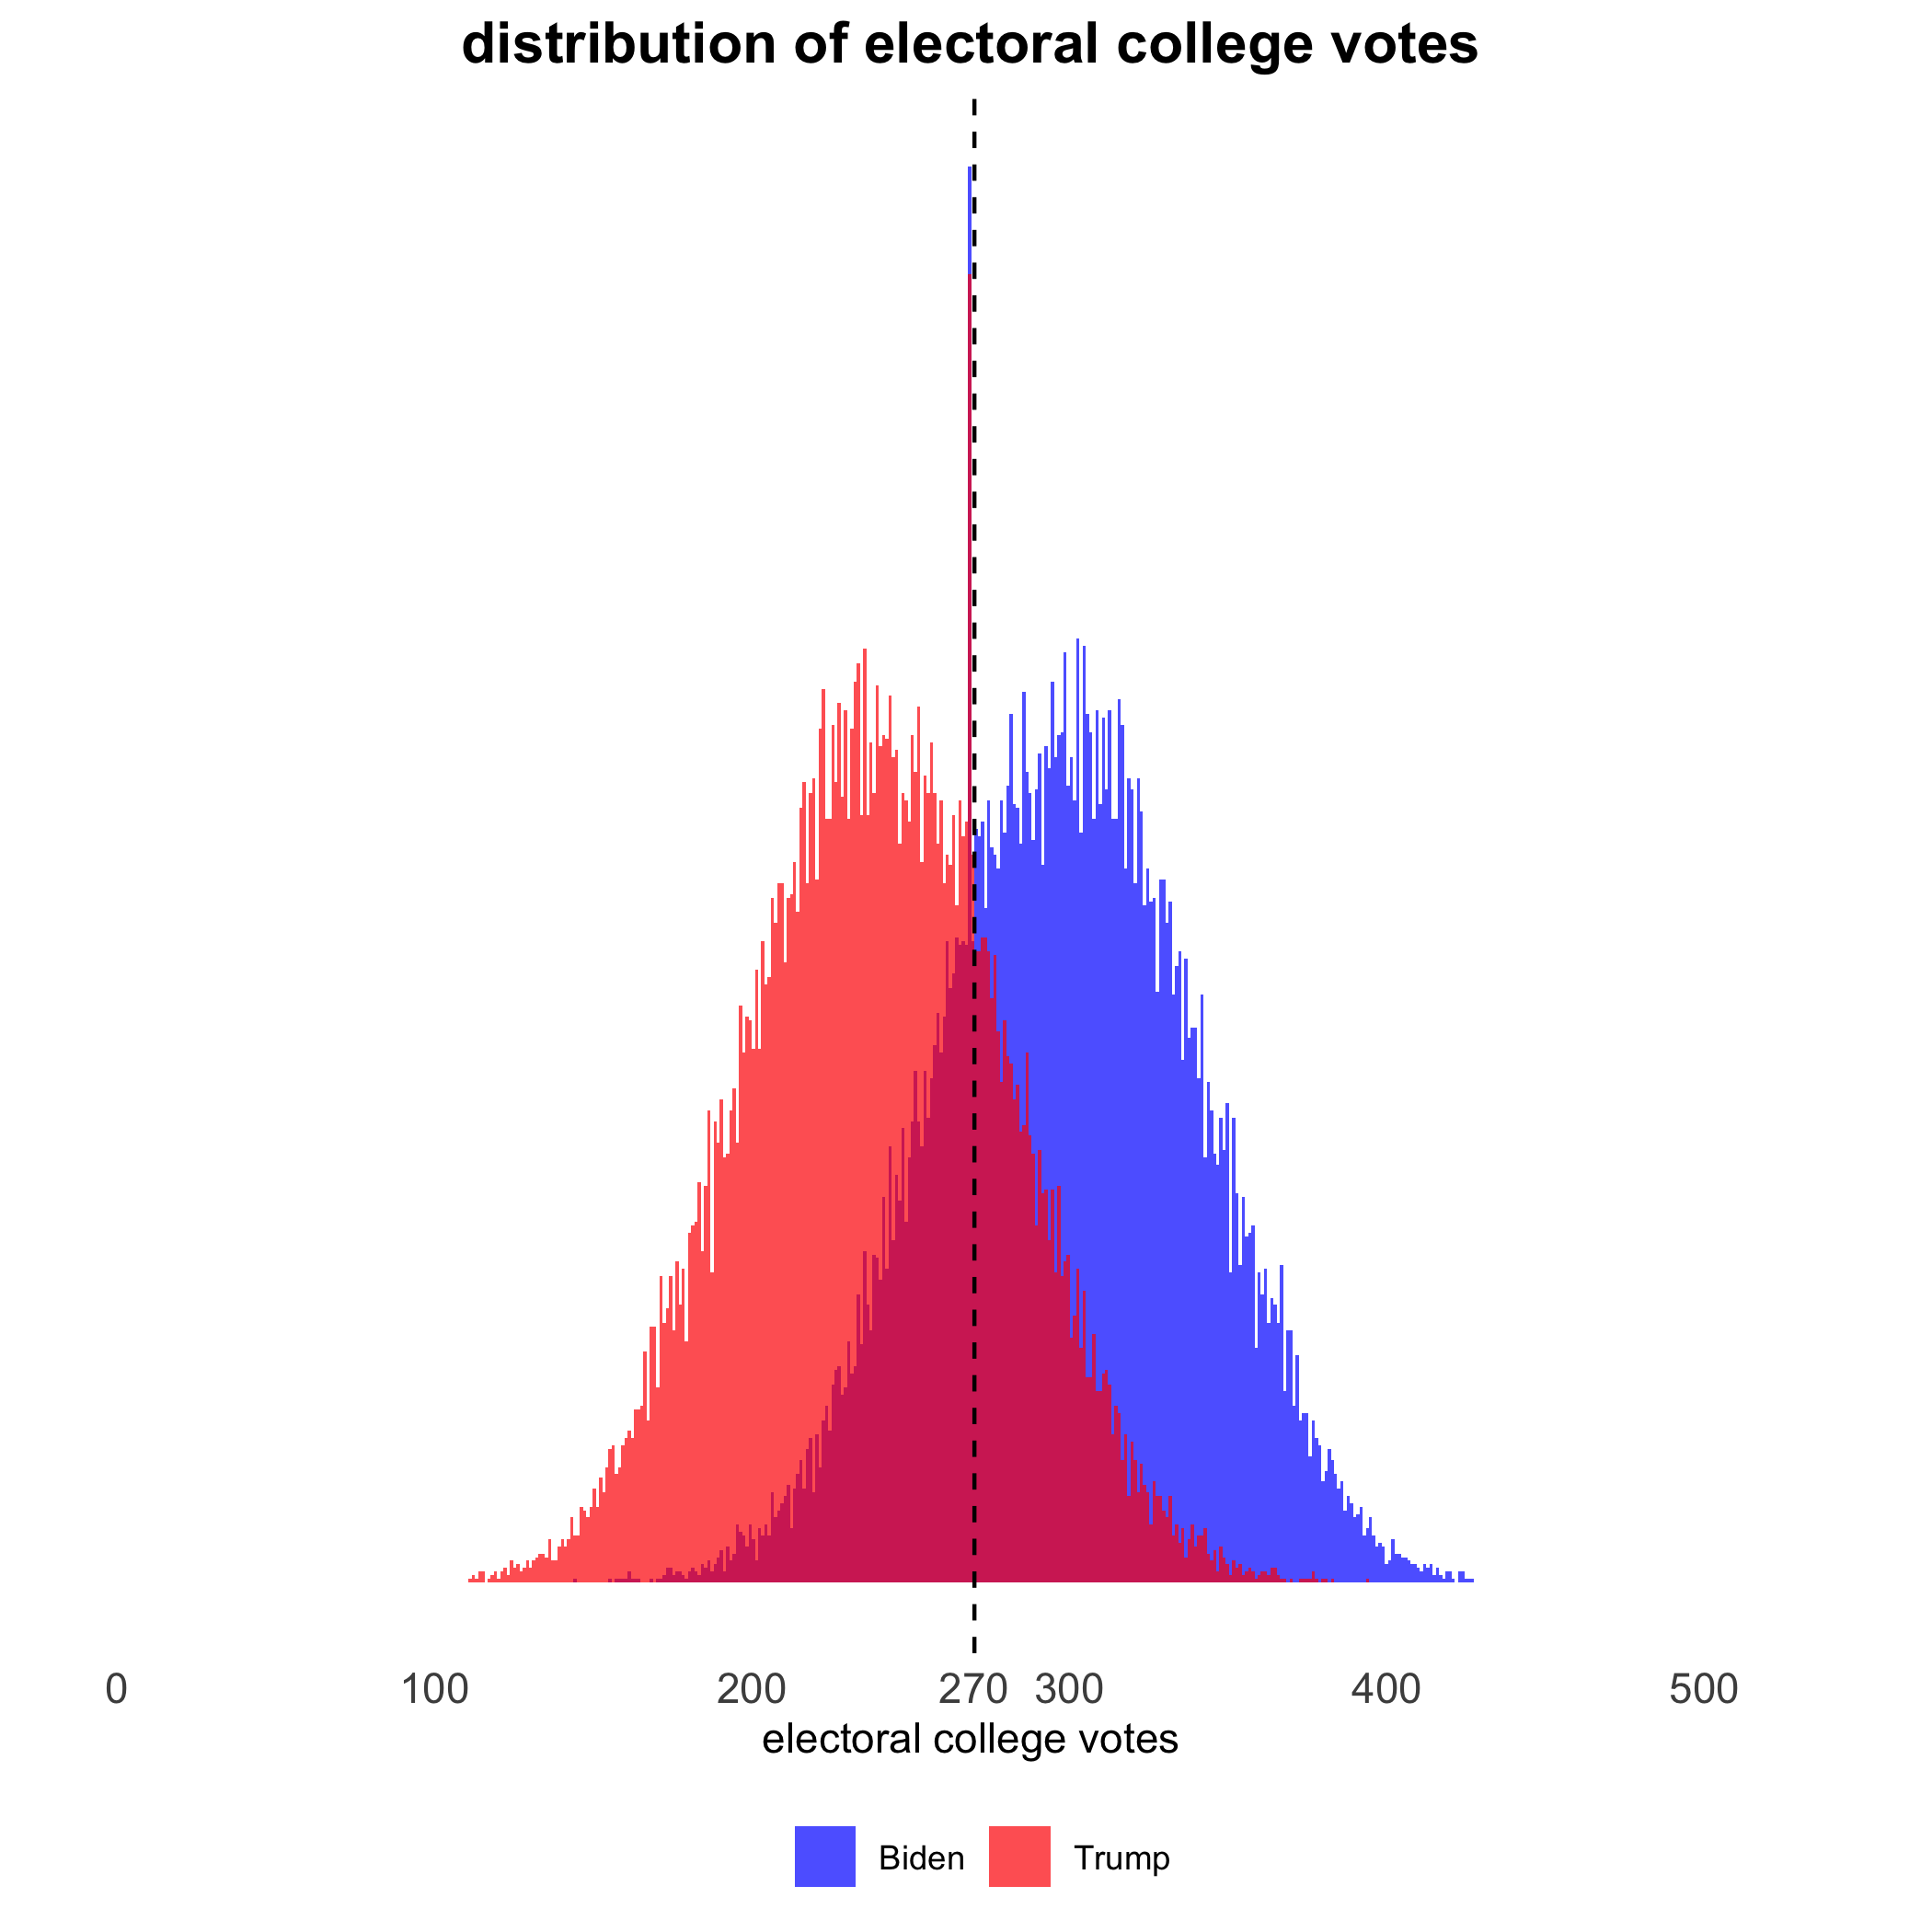 distribution of electoral college votes
0 100 200 270 300 400 500
electoral college votes
Biden Trump